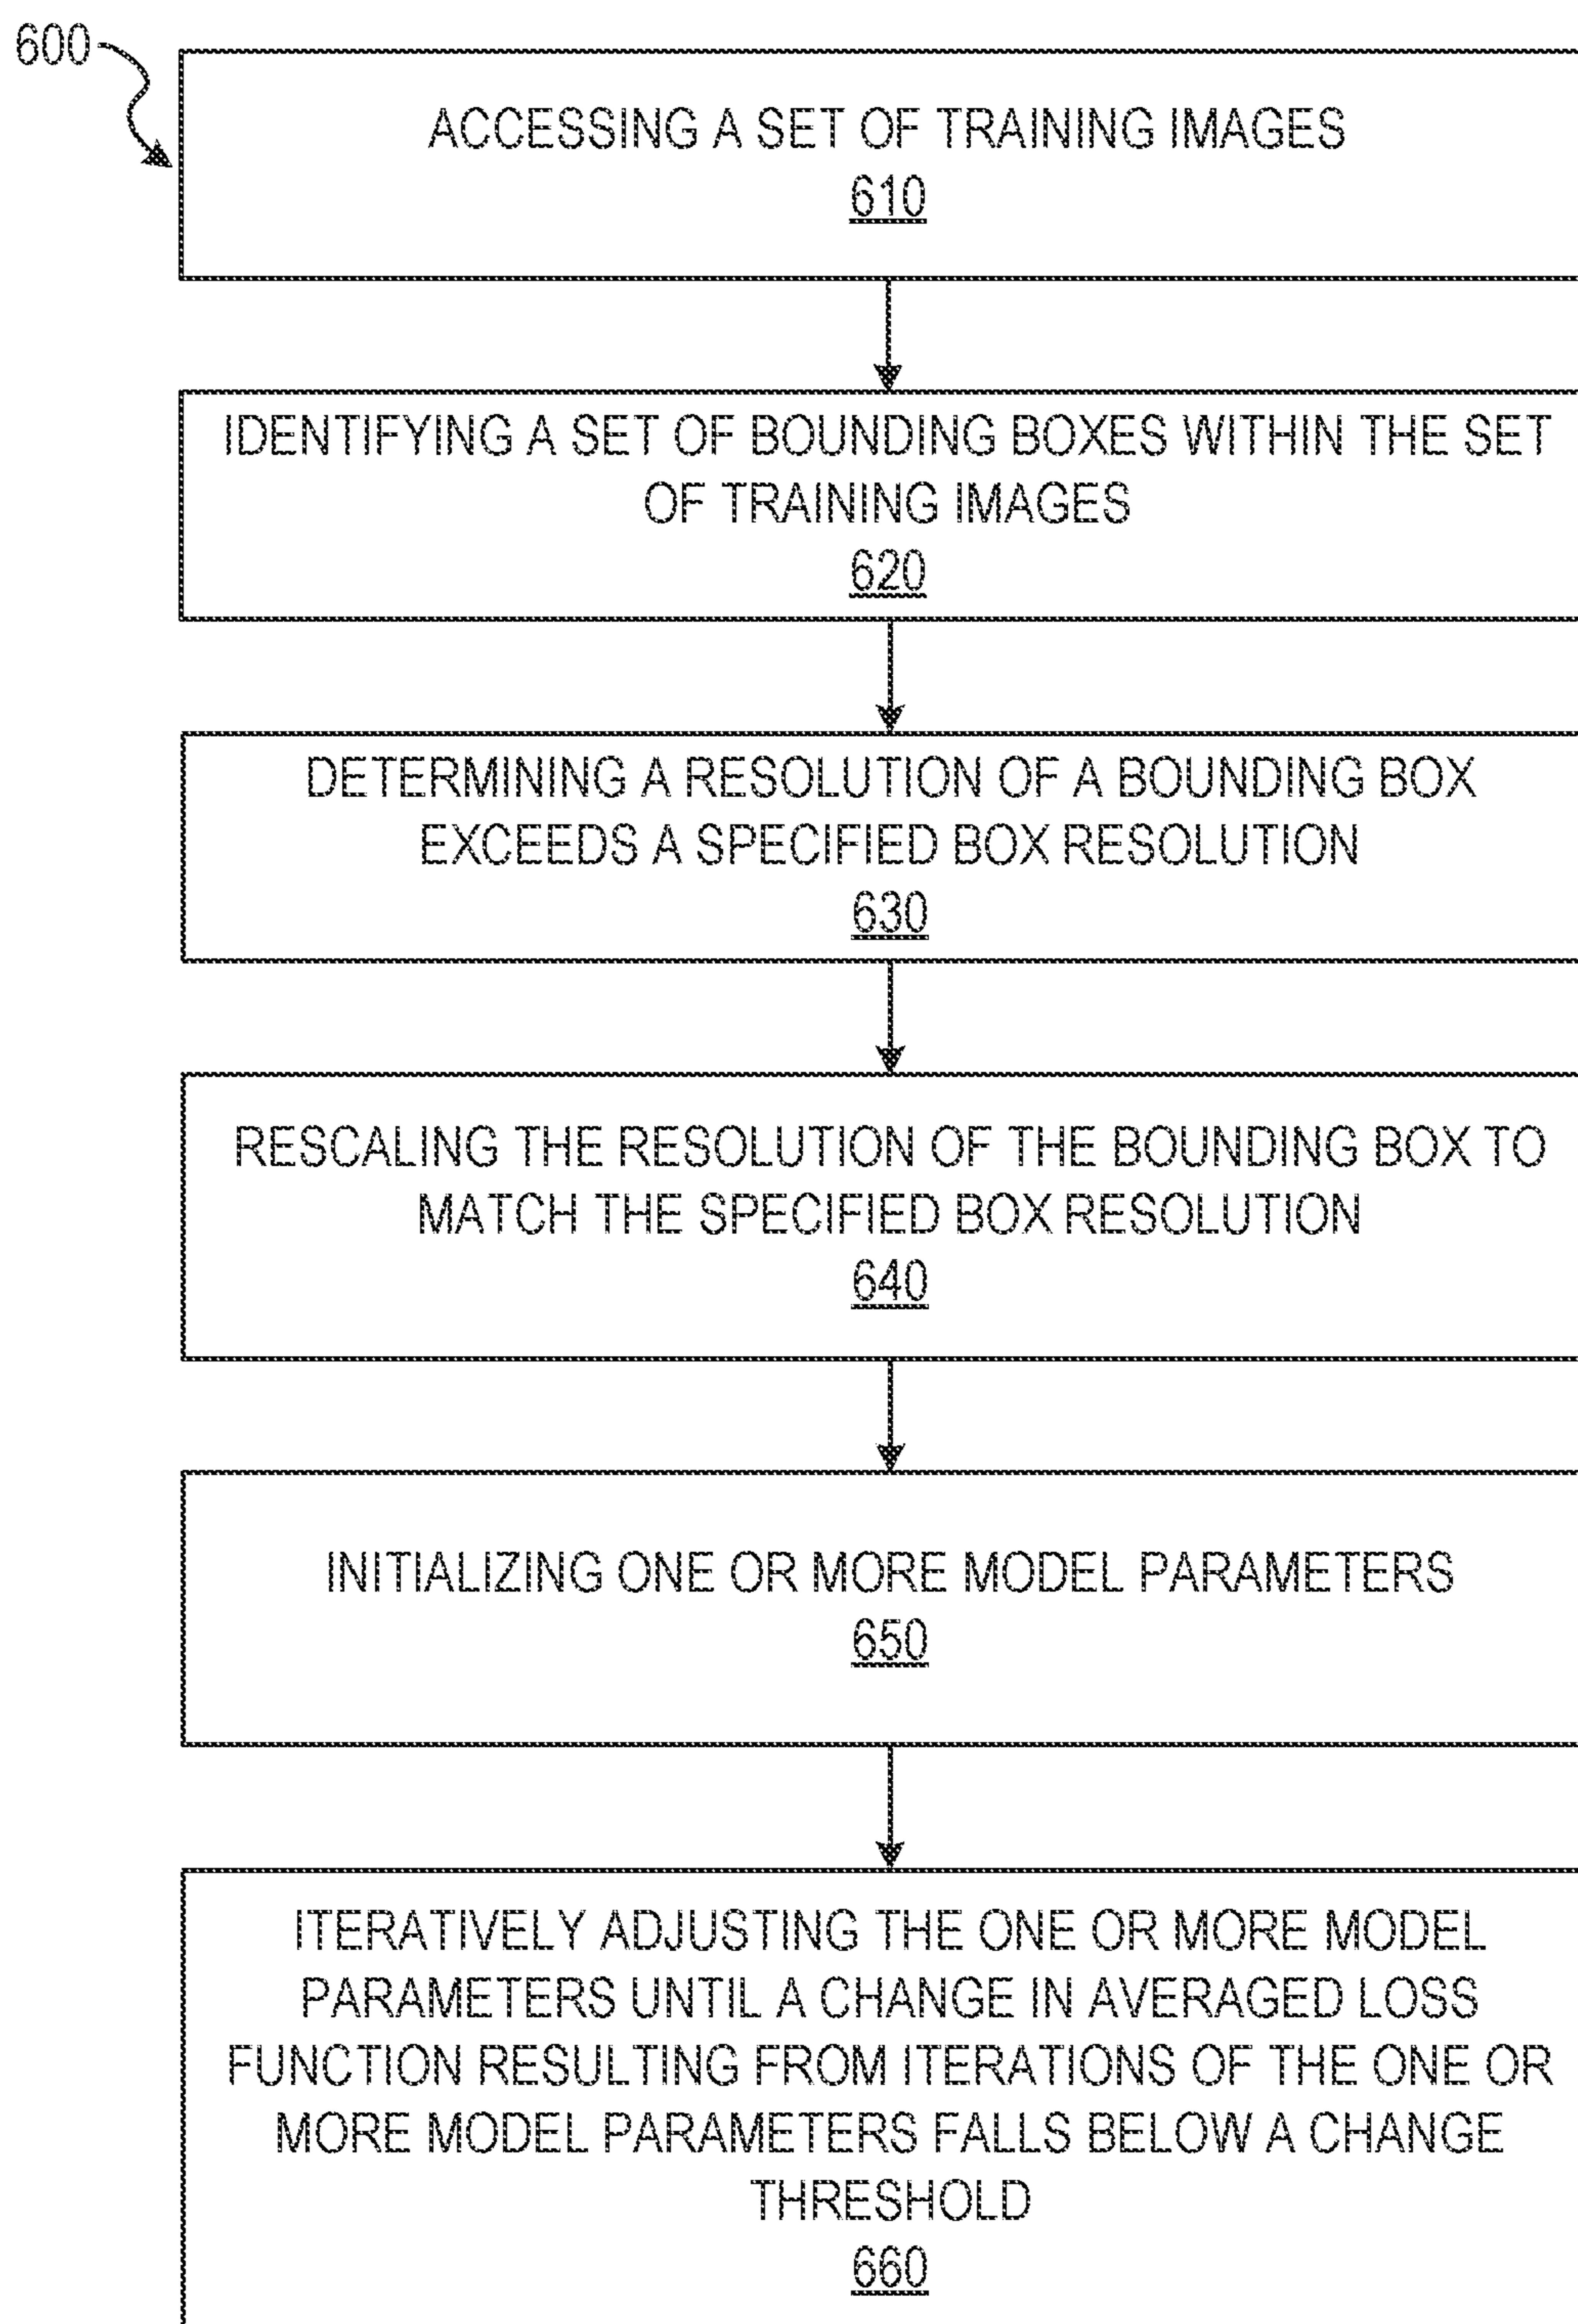 600
ACCESSING A SET OF TRAINING IMAGES
610
IDENTIFYING A SET OF BOUNDING BOXES WITHIN THE SET
OF TRAINING IMAGES
620
DETERMINING A RESOLUTION OF A BOUNDING BOX
EXCEEDS A SPECIFIED BOX RESOLUTION
630
RESCALING THE RESOLUTION OF THE BOUNDING BOX TO
MATCH THE SPECIFIED BOX RESOLUTION
640
INITIALIZING ONE OR MORE MODEL PARAMETERS
650
ITERATIVELY ADJUSTING THE ONE OR MORE MODEL
PARAMETERS UNTIL A CHANGE IN AVERAGED LOSS
FUNCTION RESULTING FROM ITERATIONS OF THE ONE OR
MORE MODEL PARAMETERS FALLS BELOW A CHANGE
THRESHOLD
660